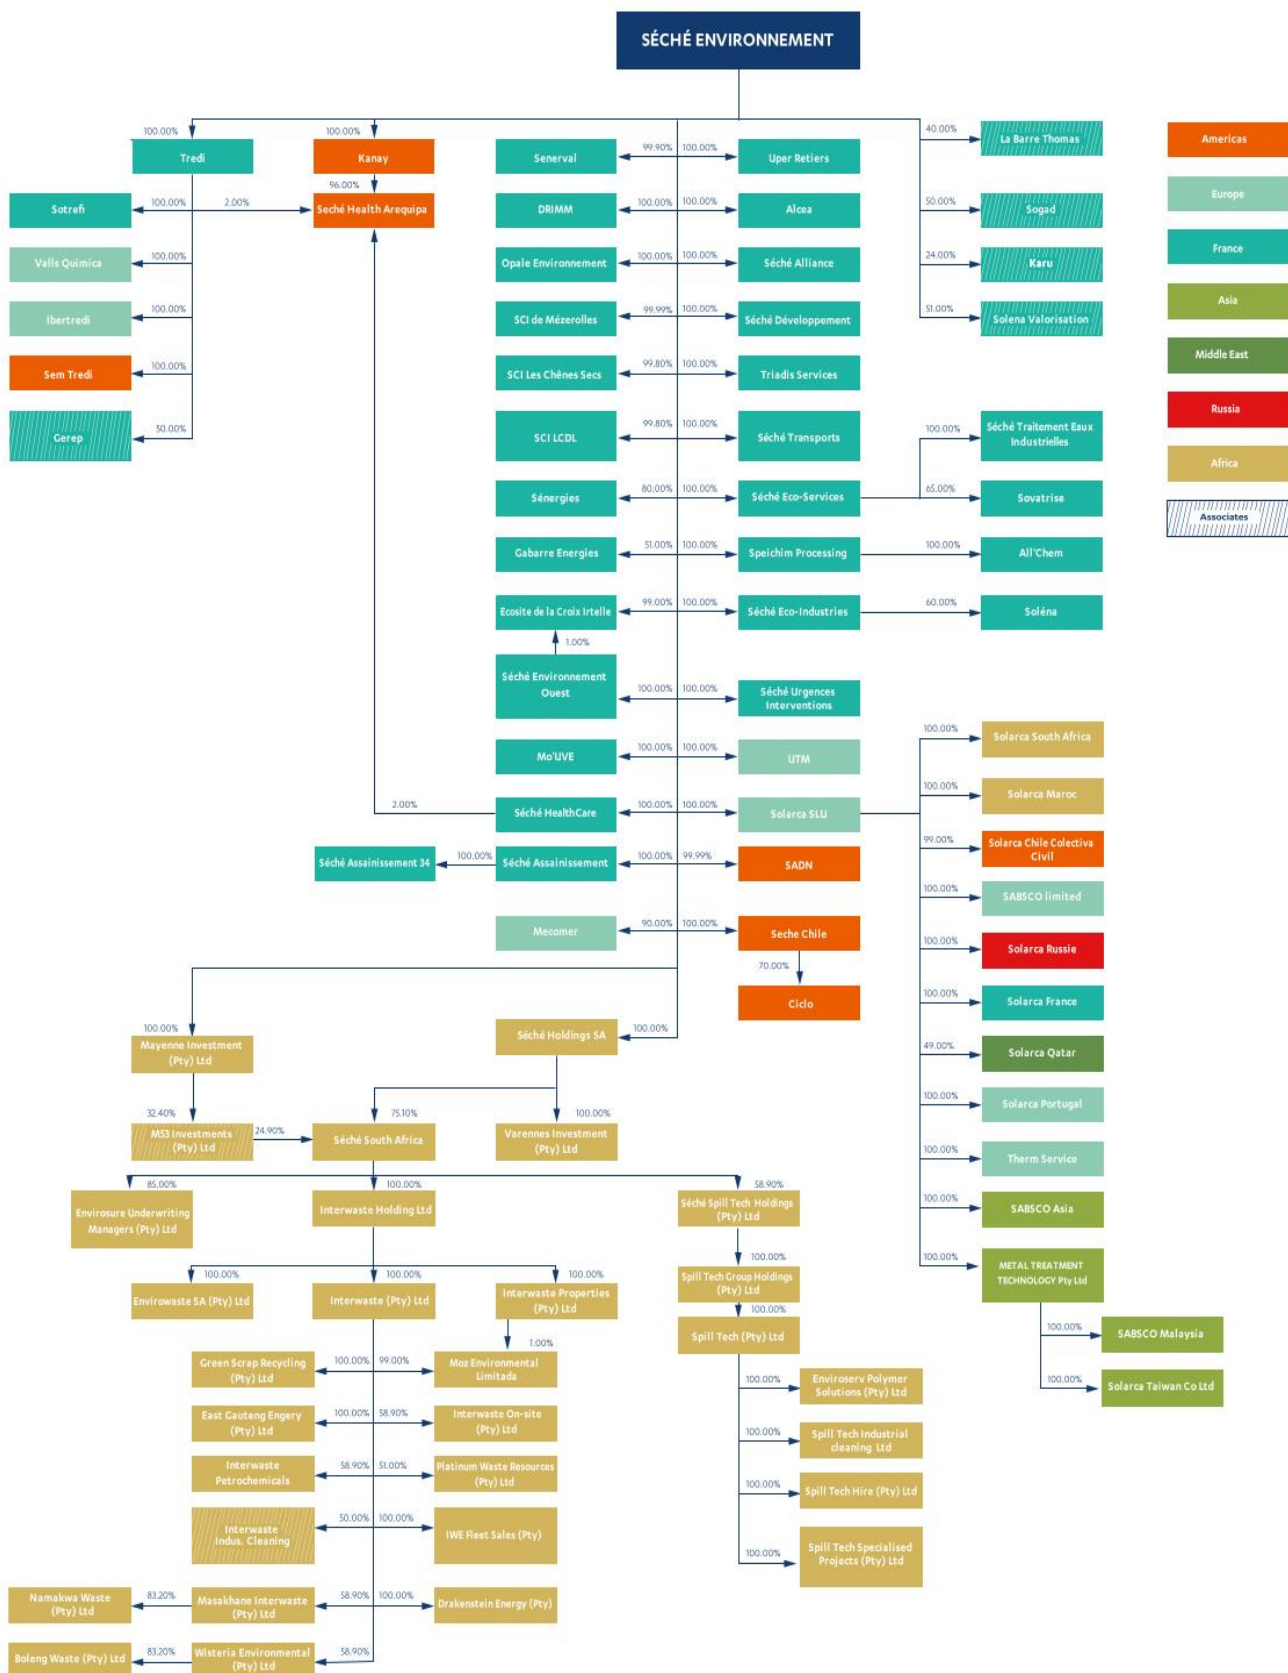 SÉCHÉ ENVIRONNEMENT
100.00%
Tredi
100.00%
Kanay
96.00%
Sotrefi
100.00%
2.00%
Seché Health Arequipa
Valls Quimica
100.00%
Ibertredi
100.00%
Sem Tredi
100.00%
Gerep
50.00%
Senerval
99.90%
100.00%
Uper Retiers
DRIMM
100.00%
100.00%
Alcea
Opale Environnement
100.00%
100.00%
Séché Alliance
SCI de Mézerolles
99.99%
100.00%
Séché Développement
SCI Les Chênes Secs
99.80%
100.00%
Triadis Services
SCI LCDL
99.80%
100.00%
Séché Transports
Sénergies
80.00%
100.00%
Séché Eco-Services
Gabarre Energies
51.00%
100.00%
Speichim Processing
Ecosite de la Croix Irtelle
99.00%
100.00%
Séché Eco-Industries
1.00%
Séché Environnement
Ouest
100.00%
100.00%
Séché Urgences
Interventions
Mo'UVE
100.00%
100.00%
UTM
2.00%
Séché HealthCare
100.00%
100.00%
Solarca SLU
Séché Assainissement 34
100.00%
Séché Assainissement
100.00%
99.99%
SADN
Mecomer
90.00%
100.00%
Seche Chile
70.00%
Ciclo
40.00%
La Barre Thomas
50.00%
Sogad
24.00%
Karu
51.00%
Solena Valorisation
100.00%
Séché Traitement Eaux
Industrielles
65.00%
Sovatrise
100.00%
All'Chem
60.00%
Soléna
Americas
Europe
France
Asia
Middle East
Russia
Africa
Associates
100.00%
Solarca South Africa
100.00%
Solarca Maroc
99.00%
Solarca Chile Colectiva
Civil
100.00%
SABSCO limited
100.00%
Solarca Russie
100.00%
Solarca France
49.00%
Solarca Qatar
100.00%
Solarca Portugal
100.00%
Therm Service
100.00%
SABSCO Asia
100.00%
METAL TREATMENT
TECHNOLOGY Pty Ltd
100.00%
SABSCO Malaysia
100.00%
Solarca Taiwan Co Ltd
100.00%
Mayenne Investment
(Pty) Ltd
Séché Holdings SA
100.00%
32.40%
M53 Investments
(Pty) Ltd
24.90%
75.10%
Séché South Africa
100.00%
Varennes Investment
(Pty) Ltd
85.00%
Envirosure Underwriting
Managers (Pty) Ltd
100.00%
Interwaste Holding Ltd
58.90%
Séché Spill Tech Holdings
(Pty) Ltd
100.00%
Envirowaste SA (Pty) Ltd
100.00%
Interwaste (Pty) Ltd
100.00%
Interwaste Properties
(Pty) Ltd
100.00%
Spill Tech Group Holdings
(Pty) Ltd
100.00%
Spill Tech (Pty) Ltd
1.00%
Green Scrap Recycling
(Pty) Ltd
100.00%
99.00%
Moz Environmental
Limitada
East Gauteng Engery
(Pty) Ltd
100.00%
58.90%
Interwaste On-site
(Pty) Ltd
Interwaste
Petrochemicals
58.90%
51.00%
Platinum Waste Resources
(Pty) Ltd
Interwaste
Indus. Cleaning
50.00%
100.00%
IWE Fleet Sales (Pty)
Namakwa Waste
(Pty) Ltd
83.20%
Masakhane Interwaste
(Pty) Ltd
58.90%
100.00%
Drakenstein Energy (Pty)
Boleng Waste (Pty) Ltd
83.20%
Wisteria Environmental
(Pty) Ltd
58.90%
100.00%
Enviroserv Polymer
Solutions (Pty) Ltd
100.00%
Spill Tech Industrial
cleaning Ltd
100.00%
Spill Tech Hire (Pty) Ltd
100.00%
Spill Tech Specialised
Projects (Pty) Ltd